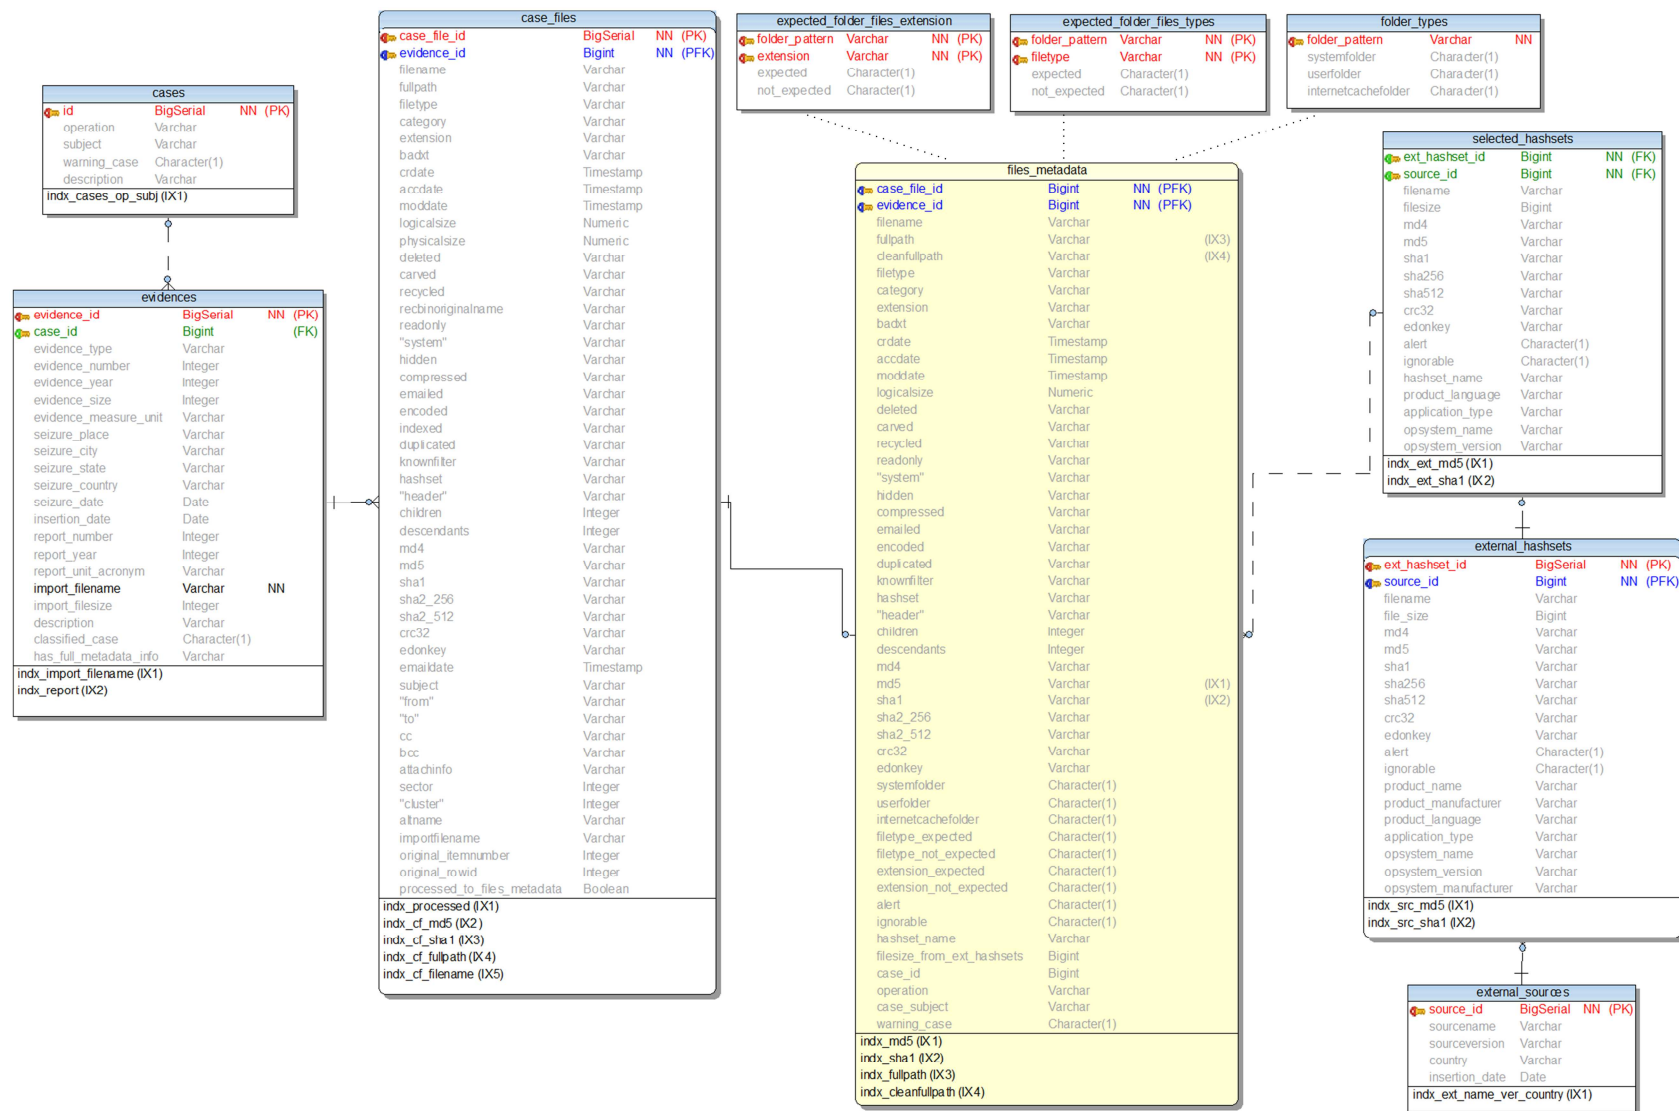 cases
id BigSerial NN (PK)
operation Varchar
subject Varchar
warning_case Character(1)
description Varchar
indx_cases_op_subj (IX1)
evidences
evidence_id BigSerial NN (PK)
case_id Bigint (FK)
evidence_type Varchar
evidence_number Integer
evidence_year Integer
evidence_size Integer
evidence_measure_unit Varchar
seizure_place Varchar
seizure_city Varchar
seizure_state Varchar
seizure_country Varchar
seizure_date Date
insertion_date Date
report_number Integer
report_year Integer
report_unit_acronym Varchar
import_filename Varchar NN
import_filesize Integer
description Varchar
classified_case Character(1)
has_full_metadata_info Varchar
indx_import_filename (IX1)
indx_report (IX2)
case_files
case_file_id BigSerial NN (PK)
evidence_id Bigint NN (PFK)
filename Varchar
fullpath Varchar
filetype Varchar
category Varchar
extension Varchar
badxt Varchar
crdate Timestamp
accdate Timestamp
moddate Timestamp
logicalsize Numeric
physicalsize Numeric
deleted Varchar
carved Varchar
recycled Varchar
recbinoriginalname Varchar
readonly Varchar
"system" Varchar
hidden Varchar
compressed Varchar
emailed Varchar
encoded Varchar
indexed Varchar
duplicated Varchar
knownfilter Varchar
hashset Varchar
"header" Varchar
children Integer
descendants Integer
md4 Varchar
md5 Varchar
sha1 Varchar
sha2_256 Varchar
sha2_512 Varchar
crc32 Varchar
edonkey Varchar
emaildate Timestamp
subject Varchar
"from" Varchar
"to" Varchar
cc Varchar
bcc Varchar
attachinfo Varchar
sector Integer
"cluster" Integer
altname Varchar
importfilename Varchar
original_itemnumber Integer
original_rowid Integer
processed_to_files_metadata Boolean
indx_processed (IX1)
indx_cf_md5 (IX2)
indx_cf_sha1 (IX3)
indx_cf_fullpath (IX4)
indx_cf_filename (IX5)
expected_folder_files_extension
folder_pattern Varchar NN (PK)
extension Varchar NN (PK)
expected Character(1)
not_expected Character(1)
expected_folder_files_types
folder_pattern Varchar NN (PK)
filetype Varchar NN (PK)
expected Character(1)
not_expected Character(1)
folder_types
folder_pattern Varchar NN
systemfolder Character(1)
userfolder Character(1)
internetcachefolder Character(1)
files_metadata
case_file_id Bigint NN (PFK)
evidence_id Bigint NN (PFK)
filename Varchar
fullpath Varchar (IX3)
cleanfullpath Varchar (IX4)
filetype Varchar
category Varchar
extension Varchar
badxt Varchar
crdate Timestamp
accdate Timestamp
moddate Timestamp
logicalsize Numeric
deleted Varchar
carved Varchar
recycled Varchar
readonly Varchar
"system" Varchar
hidden Varchar
compressed Varchar
emailed Varchar
encoded Varchar
duplicated Varchar
knownfilter Varchar
hashset Varchar
"header" Varchar
children Integer
descendants Integer
md4 Varchar
md5 Varchar (IX1)
sha1 Varchar (IX2)
sha2_256 Varchar
sha2_512 Varchar
crc32 Varchar
edonkey Varchar
systemfolder Character(1)
userfolder Character(1)
internetcachefolder Character(1)
filetype_expected Character(1)
filetype_not_expected Character(1)
extension_expected Character(1)
extension_not_expected Character(1)
alert Character(1)
ignorable Character(1)
hashset_name Varchar
filesize_from_ext_hashsets Bigint
case_id Bigint
operation Varchar
case_subject Varchar
warning_case Character(1)
indx_md5 (IX1)
indx_sha1 (IX2)
indx_fullpath (IX3)
indx_cleanfullpath (IX4)
selected_hashsets
ext_hashset_id Bigint NN (FK)
source_id Bigint NN (FK)
filename Varchar
filesize Bigint
md4 Varchar
md5 Varchar
sha1 Varchar
sha256 Varchar
sha512 Varchar
crc32 Varchar
edonkey Varchar
alert Character(1)
ignorable Character(1)
hashset_name Varchar
product_language Varchar
application_type Varchar
opsystem_name Varchar
opsystem_version Varchar
indx_ext_md5 (IX1)
indx_ext_sha1 (IX2)
external_hashsets
ext_hashset_id BigSerial NN (PK)
source_id Bigint NN (PFK)
filename Varchar
file_size Bigint
md4 Varchar
md5 Varchar
sha1 Varchar
sha256 Varchar
sha512 Varchar
crc32 Varchar
edonkey Varchar
alert Character(1)
ignorable Character(1)
product_name Varchar
product_manufacturer Varchar
product_language Varchar
application_type Varchar
opsystem_name Varchar
opsystem_version Varchar
opsystem_manufacturer Varchar
indx_src_md5 (IX1)
indx_src_sha1 (IX2)
external_sources
source_id BigSerial NN (PK)
sourcename Varchar
sourceversion Varchar
country Varchar
insertion_date Date
indx_ext_name_ver_country (IX1)